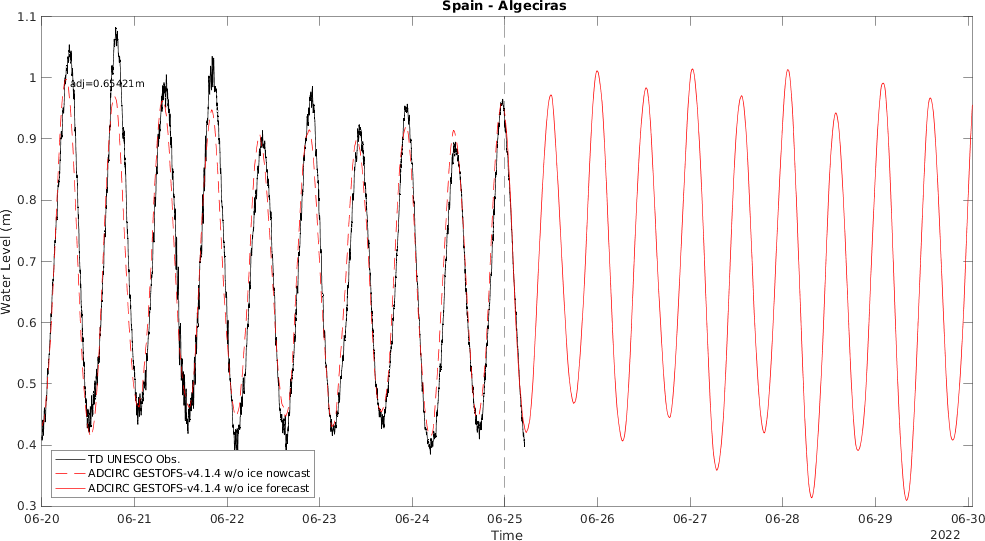 Spain - Algeciras
1.1
1
0.9
0.8
0.7
0.6
0.5
0.4
0.3
Water Level (m)
adj=0.65421m
TD UNESCO Obs.
ADCIRC GESTOFS-v4.1.4 w/o ice nowcast
ADCIRC GESTOFS-v4.1.4 w/o ice forecast
06-20 06-21 06-22 06-23 06-24 06-25 06-26 06-27 06-28 06-29 06-30
Time
2022